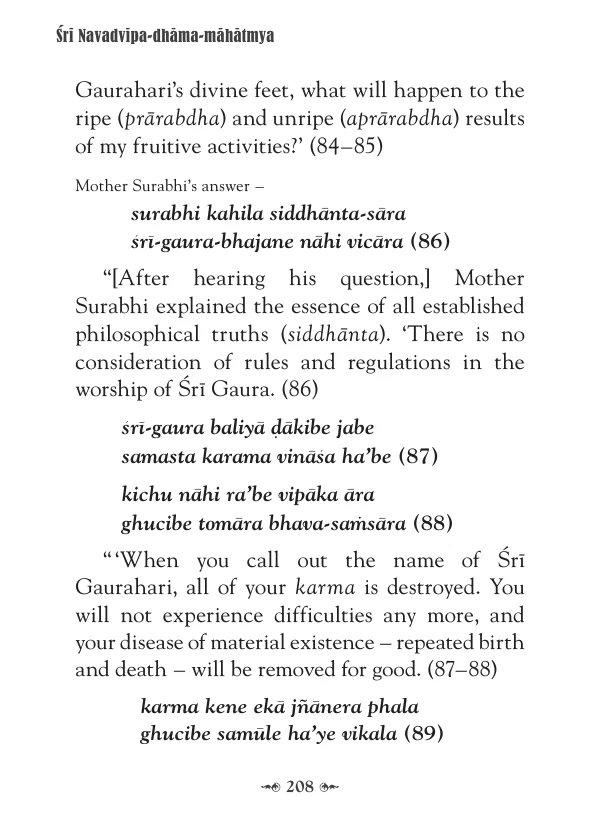 Śrī Navadvīpa-dhāma-māhātmya
Gaurahari's divine feet, what will happen to the
ripe (prārabdha) and unripe (aprārabdha) results
of my fruitive activities?' (84–85)
Mother Surabhi's answer –
surabhi kahila siddhānta-sāra
śrī-gaura-bhajane nāhi vicāra (86)
“[After hearing his question,] Mother
Surabhi explained the essence of all established
philosophical truths (siddhānta). ‘There is no
consideration of rules and regulations in the
worship of Śrī Gaura. (86)
śrī-gaura baliyā ḍākibe jabe
samasta karama vināśa ha’be (87)
kichu nāhi ra’be vipāka āra
ghucibe tomāra bhava-saṁsāra (88)
“ ‘When you call out the name of Śrī
Gaurahari, all of your karma is destroyed. You
will not experience difficulties any more, and
your disease of material existence – repeated birth
and death – will be removed for good. (87–88)
karma kene ekā jñānera phala
ghucibe samūle ha’ye vikala (89)
208